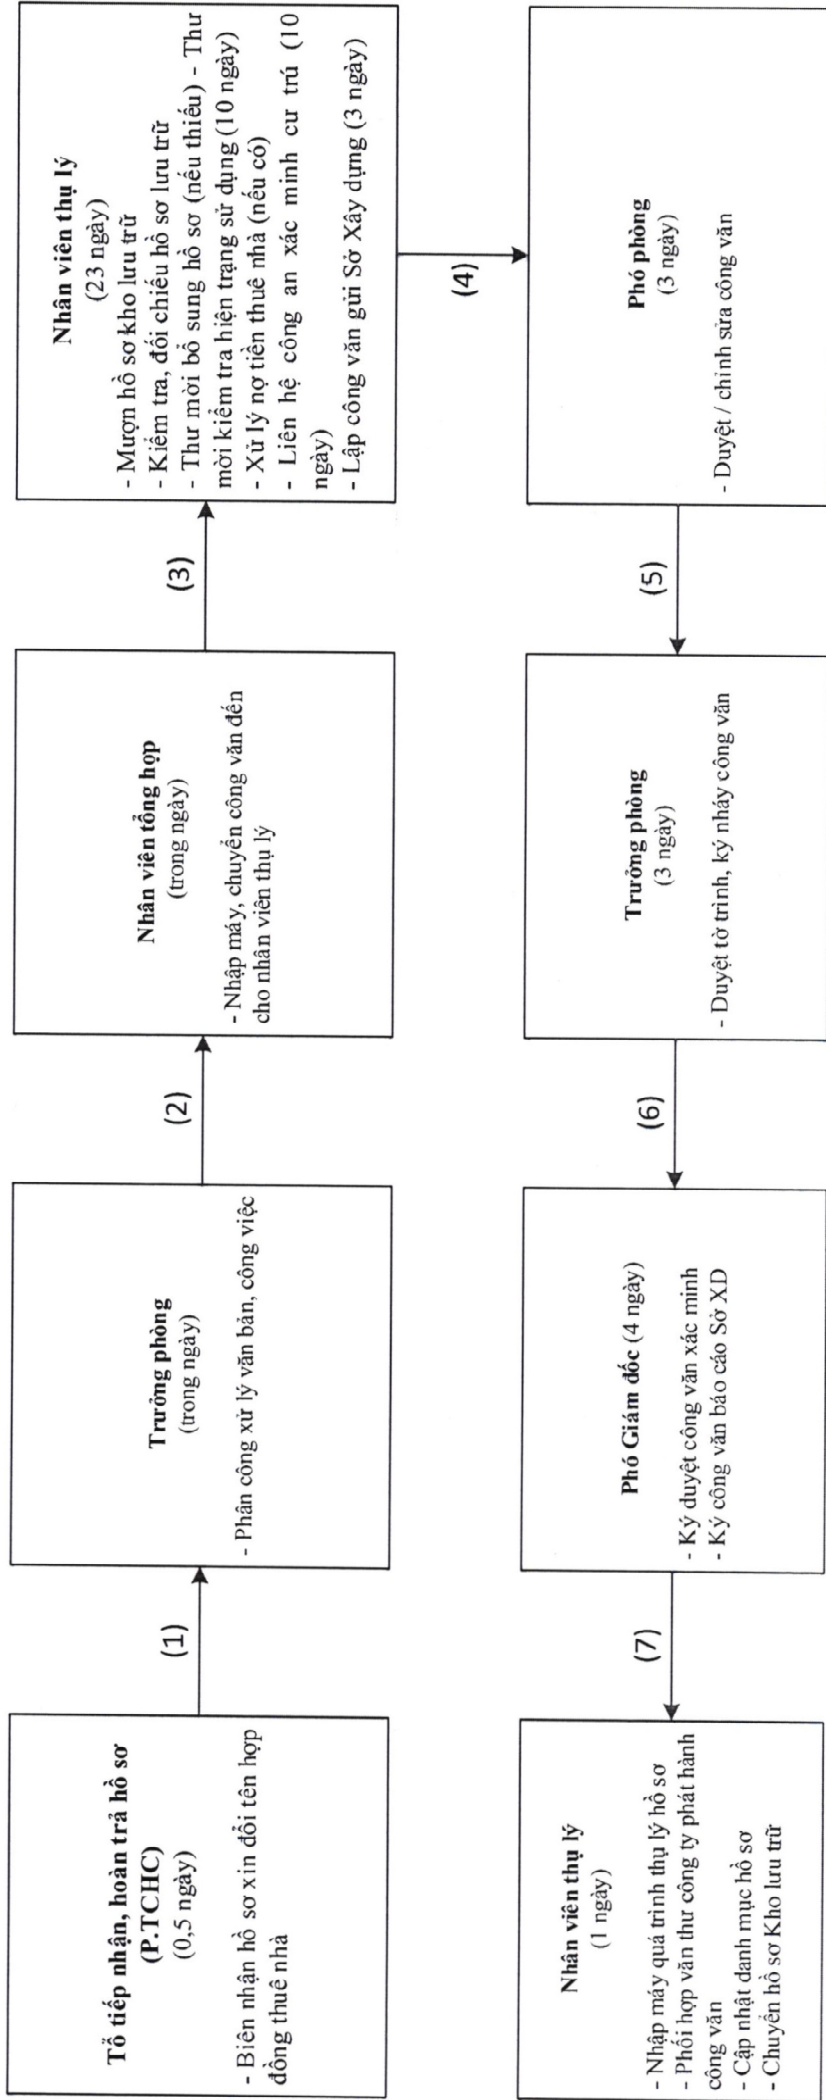 Tổ tiếp nhận, hoàn trả hồ sơ
(P.TCHC)
(0,5 ngày)
- Biên nhận hồ sơ xin đổi tên hợp
đồng thuê nhà
(1)
Trưởng phòng
(trong ngày)
- Phân công xử lý văn bản, công việc
(2)
Nhân viên tổng hợp
(trong ngày)
- Nhập máy, chuyển công văn đến
cho nhân viên thụ lý
(3)
Nhân viên thụ lý
(23 ngày)
- Mượn hồ sơ kho lưu trữ
- Kiểm tra, đối chiếu hồ sơ lưu trữ
- Thư mời bổ sung hồ sơ (nếu thiếu) - Thư
mời kiểm tra hiện trạng sử dụng (10 ngày)
- Xử lý nợ tiền thuê nhà (nếu có)
- Liên hệ công an xác minh cư trú (10
ngày)
- Lập công văn gửi Sở Xây dựng (3 ngày)
(4)
Phó phòng
(3 ngày)
- Duyệt / chỉnh sửa công văn
(5)
Trưởng phòng
(3 ngày)
- Duyệt tờ trình, ký nháy công văn
(6)
Phó Giám đốc (4 ngày)
- Ký duyệt công văn xác minh
- Ký công văn báo cáo Sở XD
(7)
Nhân viên thụ lý
(1 ngày)
- Nhập máy quá trình thụ lý hồ sơ
- Phối hợp văn thư công ty phát hành
công văn
- Cập nhật danh mục hồ sơ
- Chuyển hồ sơ Kho lưu trữ